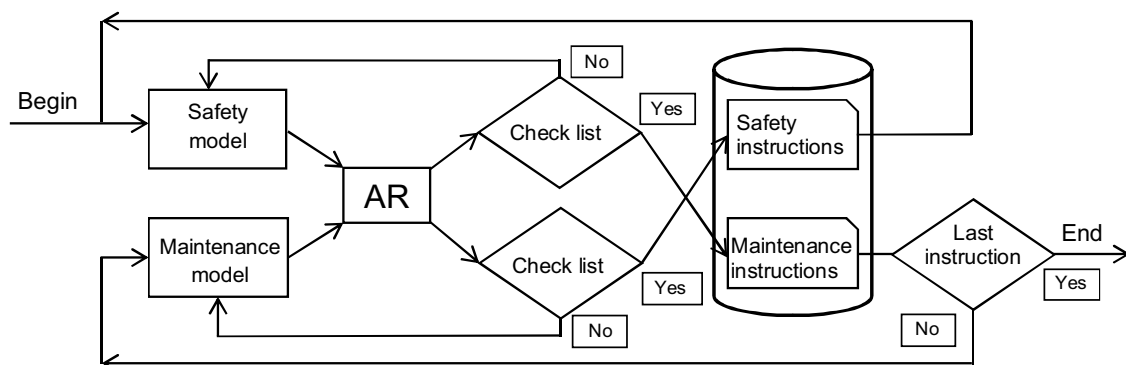 No
Begin
Safety
model
Yes
Check list
Safety
instructions
AR
Maintenance
model
Check list
Yes
No
Maintenance
instructions
Last
instruction
End
Yes
No